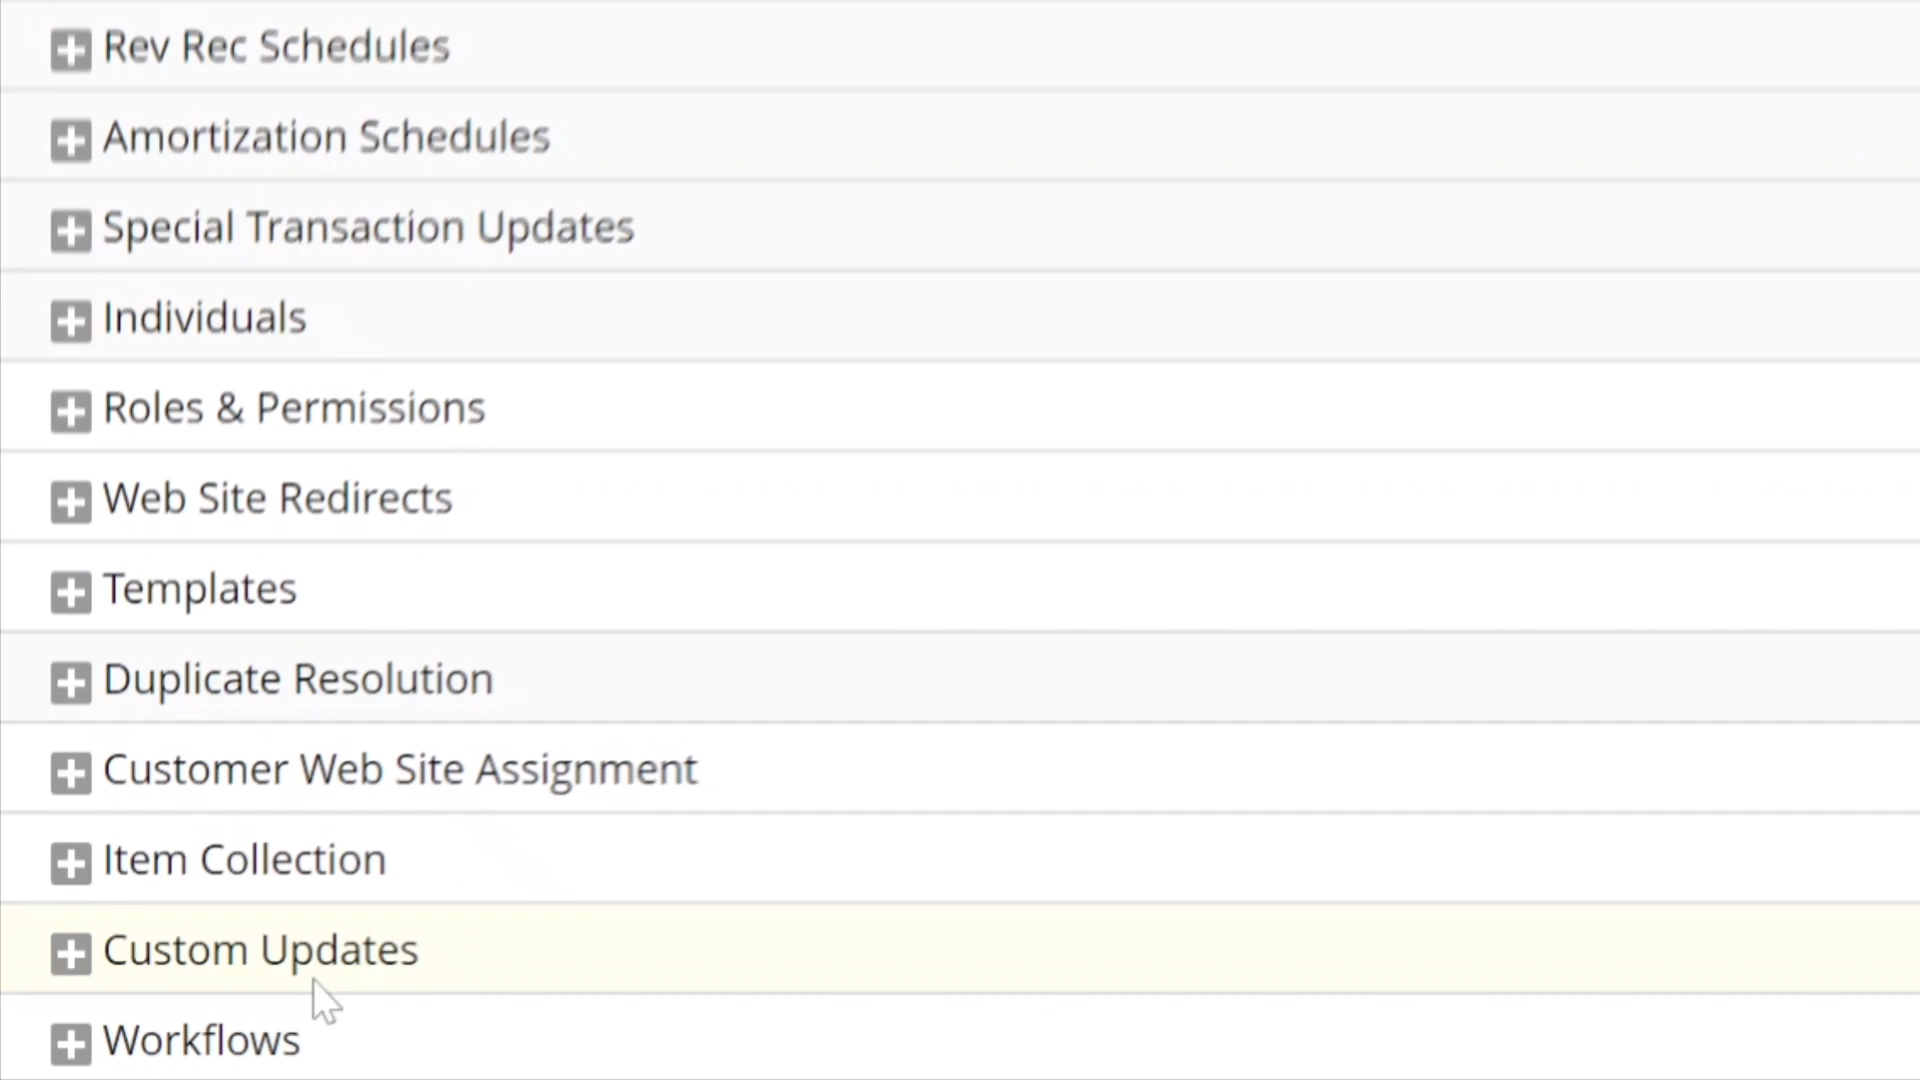 Rev Rec Schedules
Amortization Schedules
Special Transaction Updates
Individuals
Roles & Permissions
Web Site Redirects
Templates
Duplicate Resolution
Customer Web Site Assignment
Item Collection
Custom Updates
Workflows